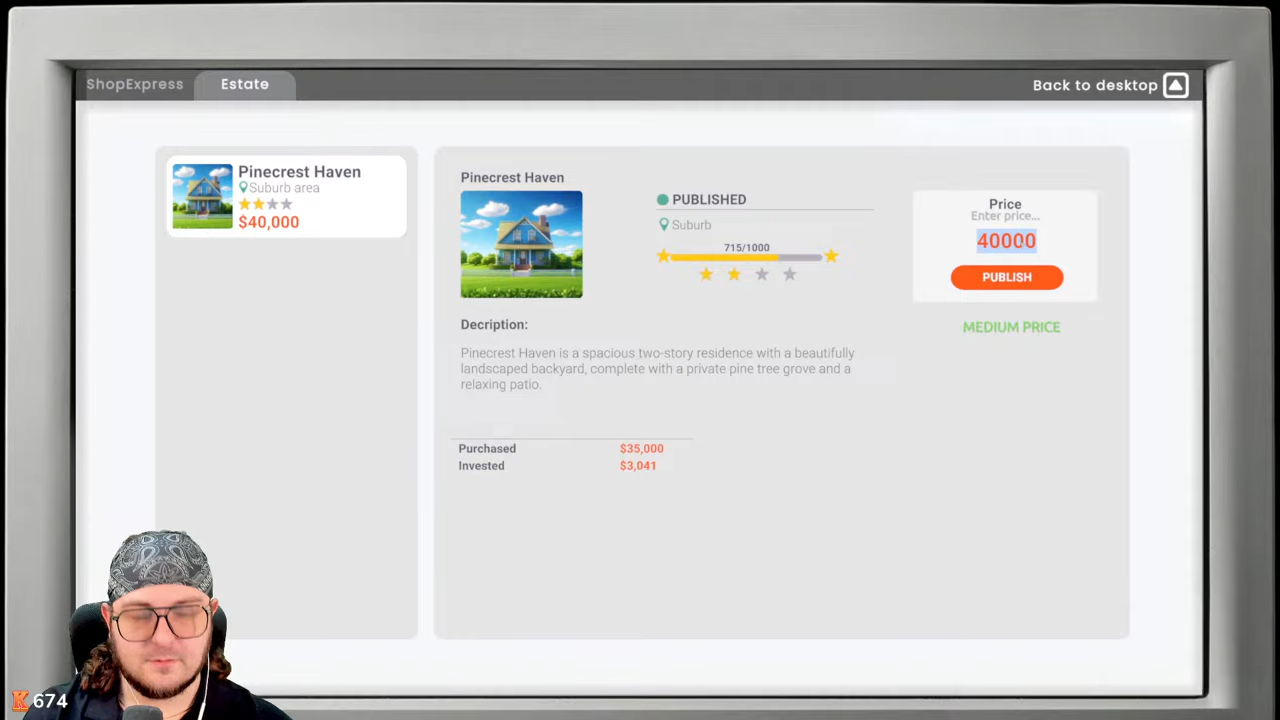 ShopExpress
Estate
Back to desktop
Pinecrest Haven
Suburb area
$40,000
Pinecrest Haven
PUBLISHED
Suburb
715/1000
Price
Enter price...
40000
PUBLISH
MEDIUM PRICE
Decription:
Pinecrest Haven is a spacious two-story residence with a beautifully
landscaped backyard, complete with a private pine tree grove and a
relaxing patio.
Purchased $35,000
Invested $3,041
K 674